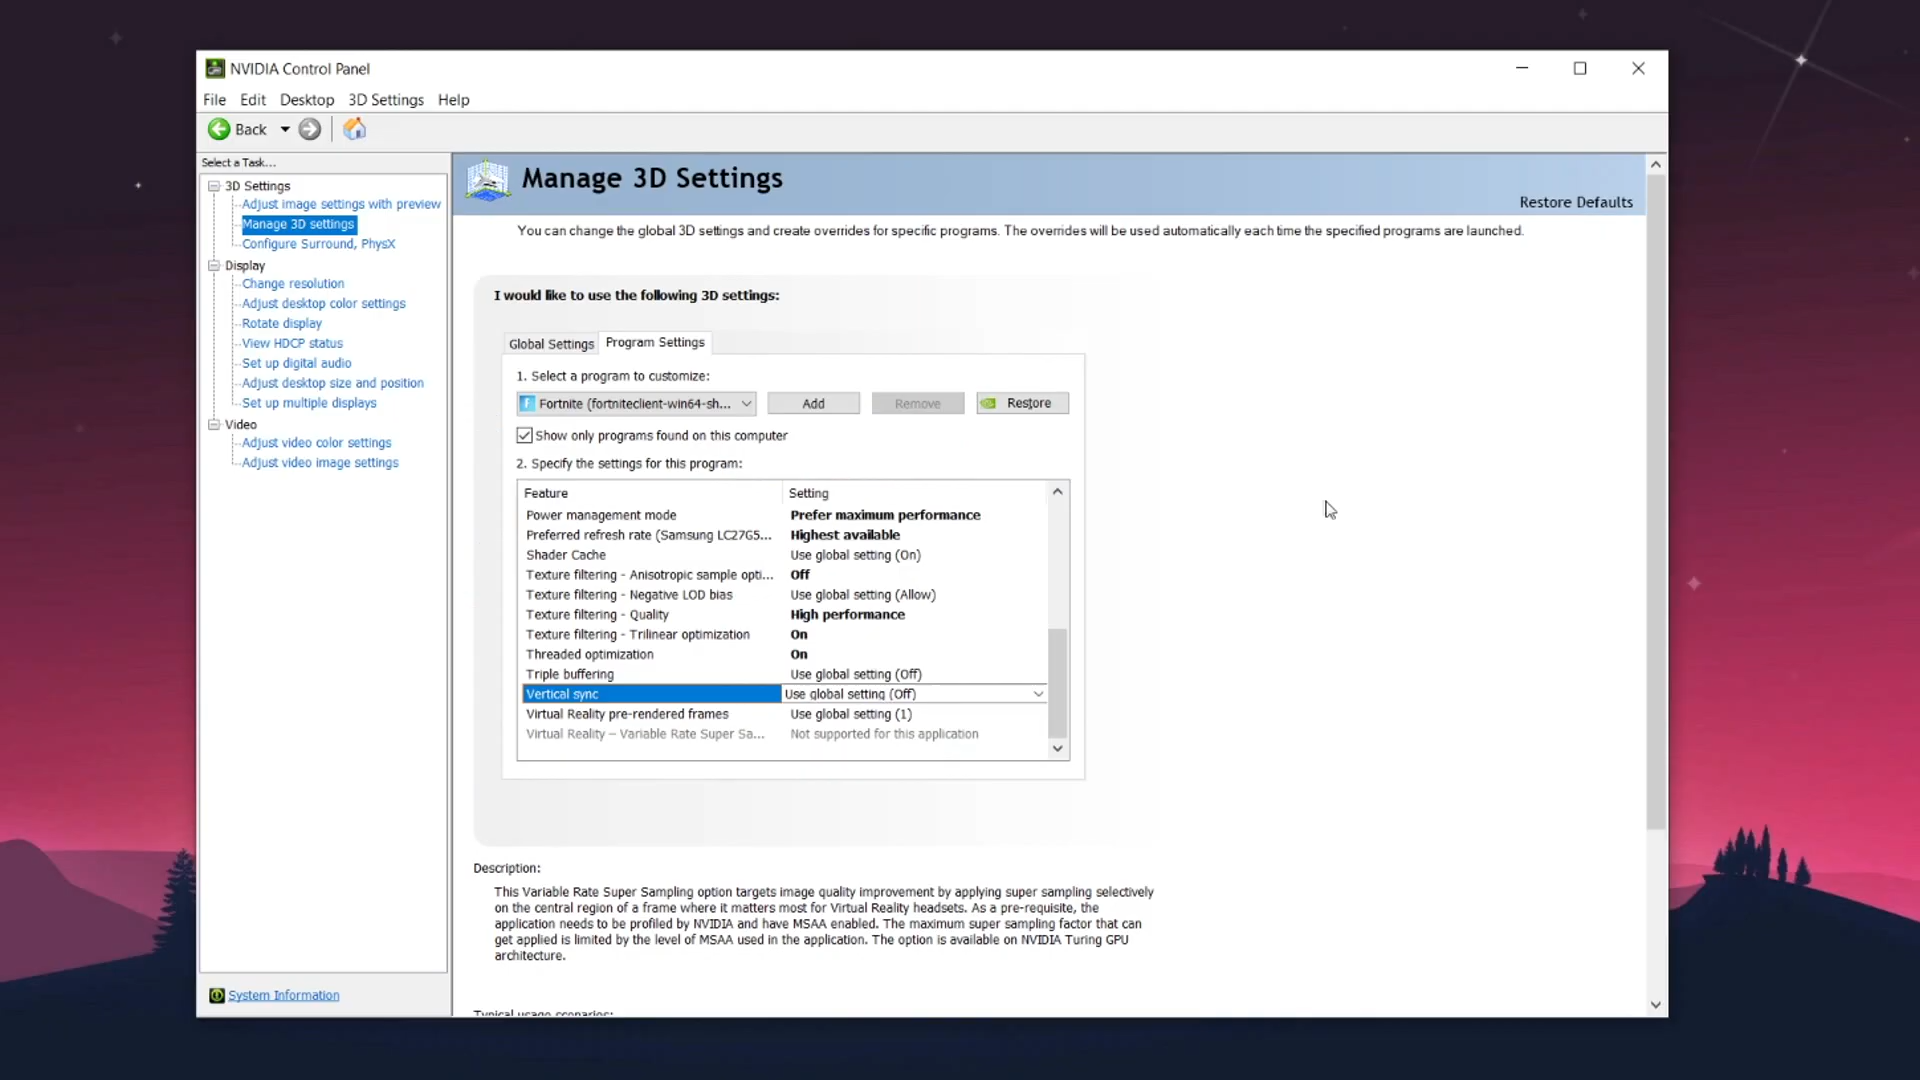 NVIDIA Control Panel
File Edit Desktop 3D Settings Help
Back
Select a Task...
3D Settings
Adjust image settings with preview
Manage 3D settings
Configure Surround, PhysX
Display
Change resolution
Adjust desktop color settings
Rotate display
View HDCP status
Set up digital audio
Adjust desktop size and position
Set up multiple displays
Video
Adjust video color settings
Adjust video image settings
System Information
Manage 3D Settings
Restore Defaults
You can change the global 3D settings and create overrides for specific programs. The overrides will be used automatically each time the specified programs are launched.
I would like to use the following 3D settings:
Global Settings Program Settings
1. Select a program to customize:
Fortnite (fortniteclient-win64-sh... Add Remove Restore
Show only programs found on this computer
2. Specify the settings for this program:
Feature Setting
Power management mode Prefer maximum performance
Preferred refresh rate (Samsung LC27G5... Highest available
Shader Cache Use global setting (On)
Texture filtering - Anisotropic sample opti... Off
Texture filtering - Negative LOD bias Use global setting (Allow)
Texture filtering - Quality High performance
Texture filtering - Trilinear optimization On
Threaded optimization On
Triple buffering Use global setting (Off)
Vertical sync Use global setting (Off)
Virtual Reality pre-rendered frames Use global setting (1)
Virtual Reality – Variable Rate Super Sa... Not supported for this application
Description:
This Variable Rate Super Sampling option targets image quality improvement by applying super sampling selectively
on the central region of a frame where it matters most for Virtual Reality headsets. As a pre-requisite, the
application needs to be profiled by NVIDIA and have MSAA enabled. The maximum super sampling factor that can
get applied is limited by the level of MSAA used in the application. The option is available on NVIDIA Turing GPU
architecture.
Typical usage scenarios: